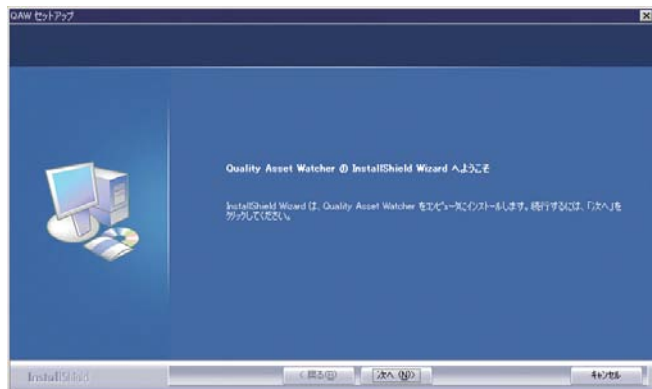 QAW セットアップ
Quality Asset Watcher の InstallShield Wizard へようこそ
InstallShield Wizard は、Quality Asset Watcher をコンピュータにインストールします。続行するには、「次へ」を
クリックしてください。
InstallShield
< 戻る(B)
次へ (N)>
キャンセル